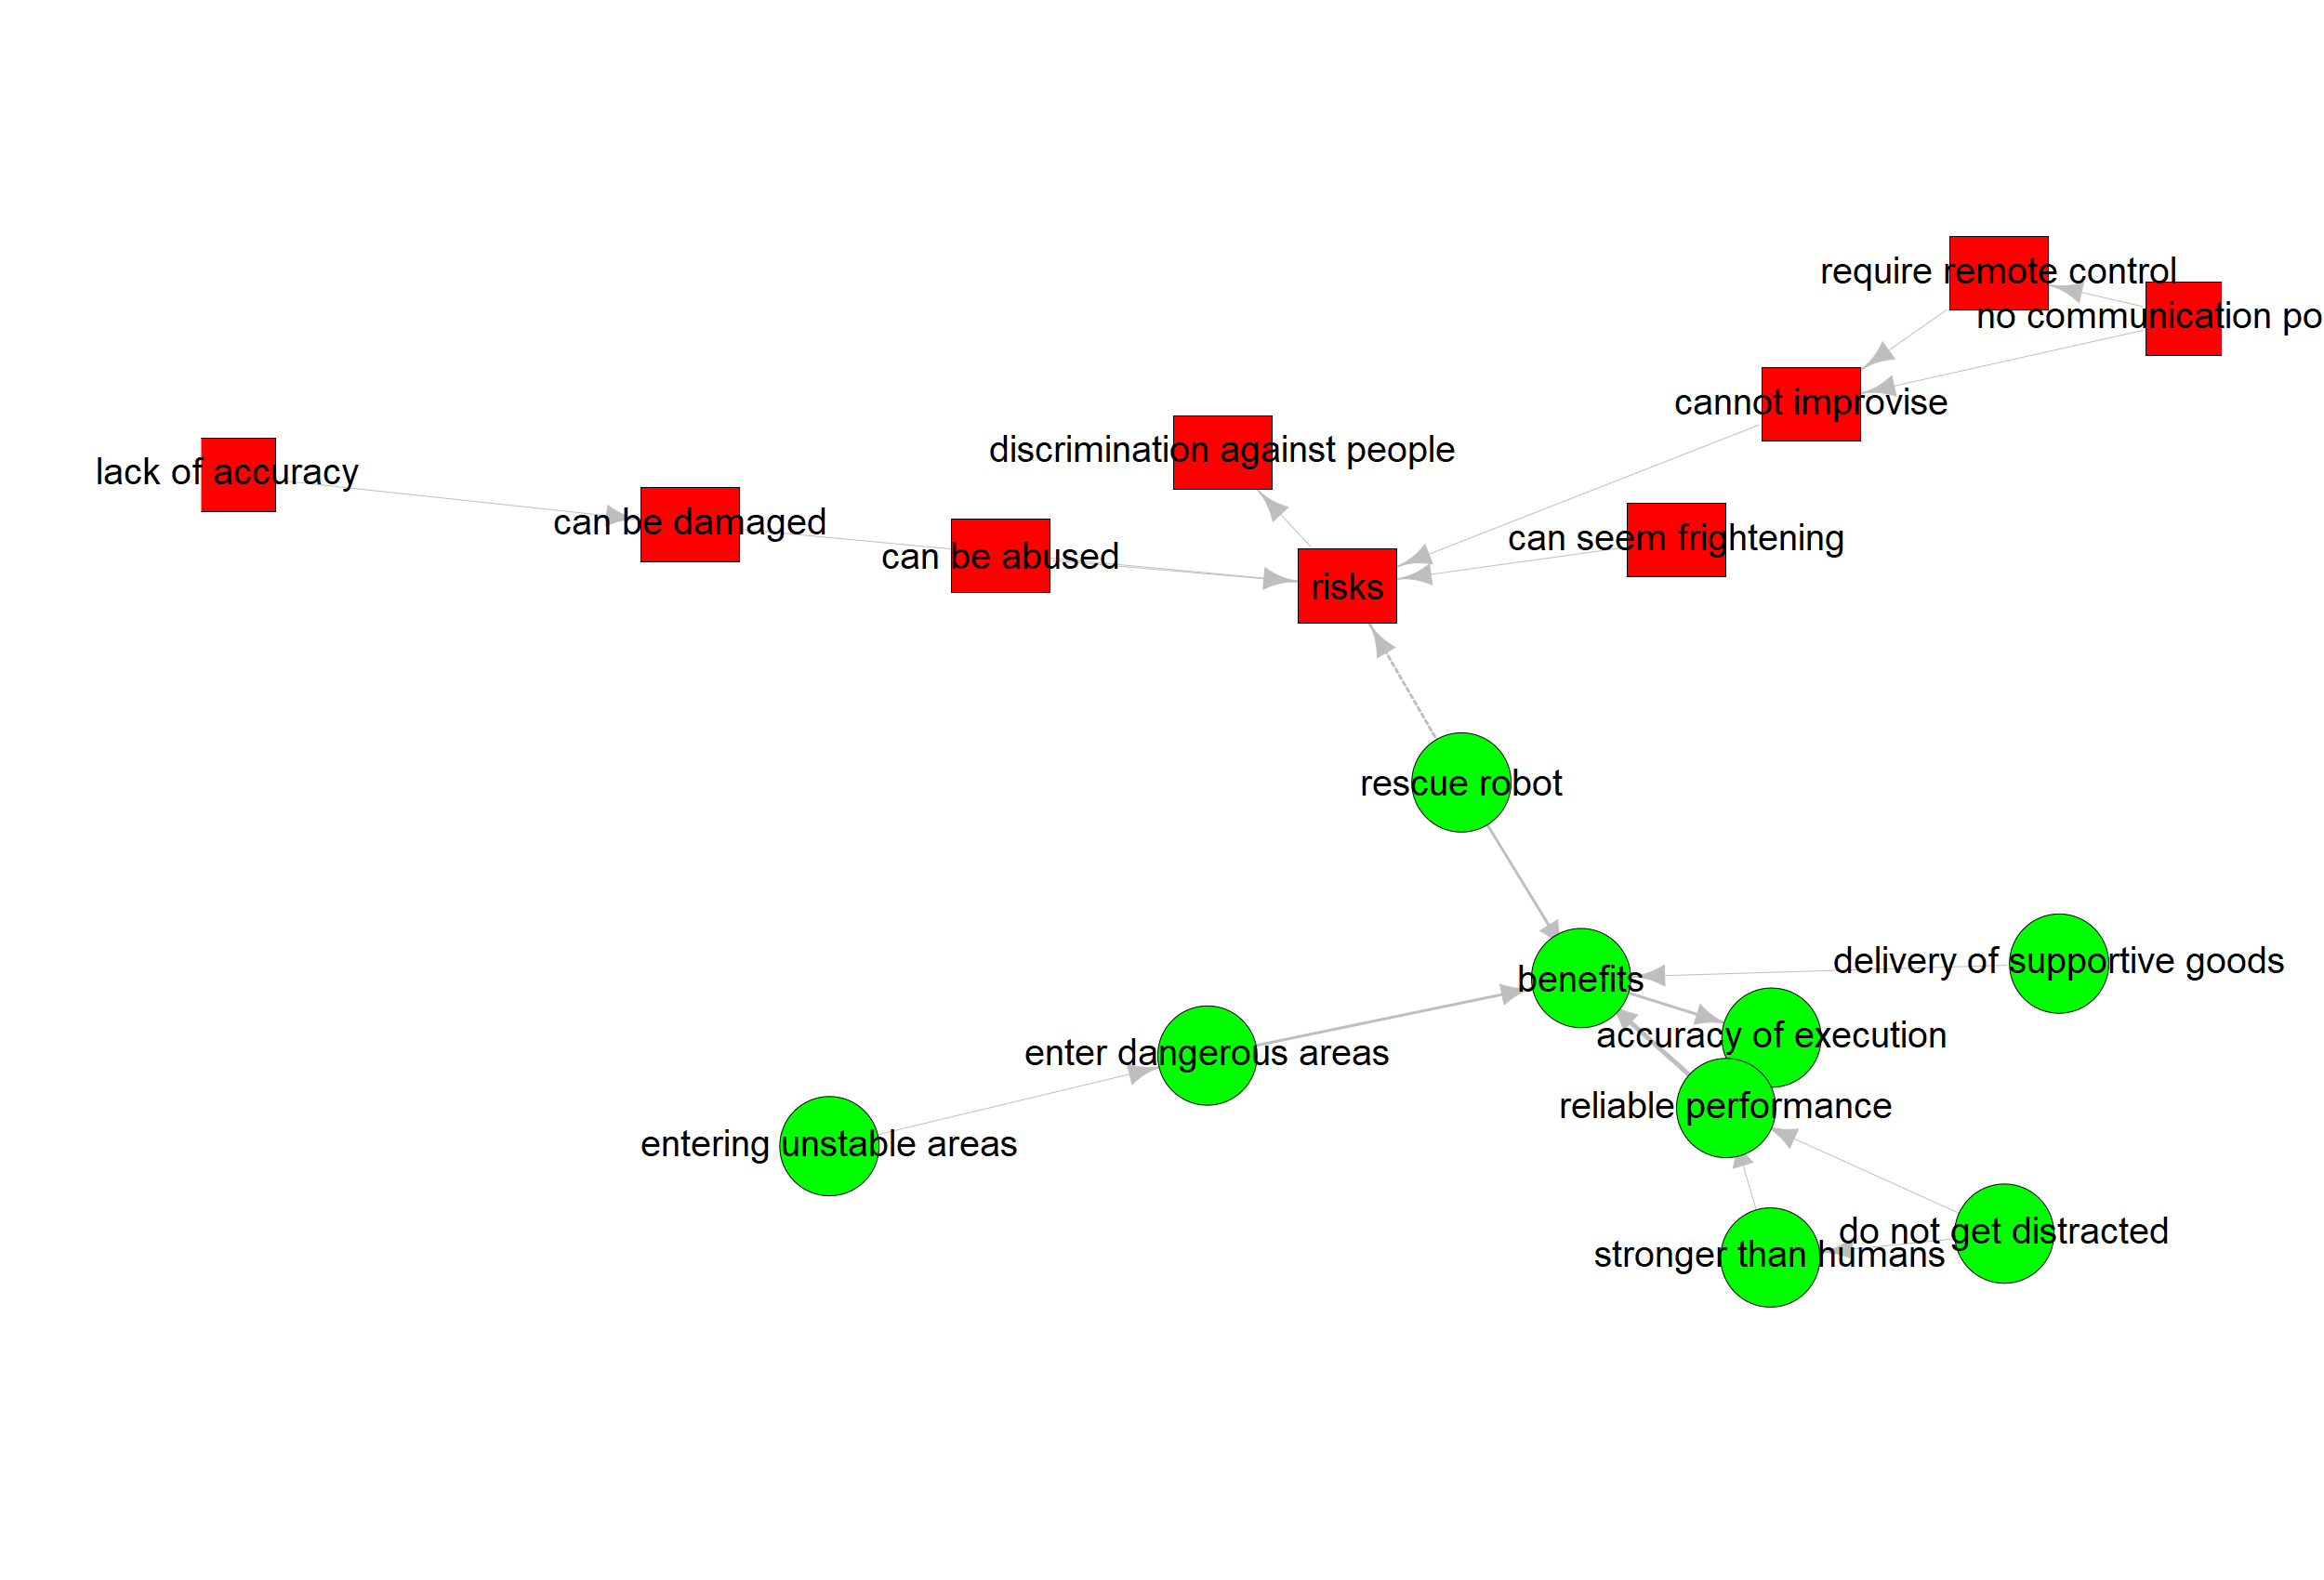 require remote control
no communication po
cannot improvise
discrimination against people
lack of accuracy
can be damaged
can seem frightening
can be abused
risks
rescue robot
delivery of supportive goods
benefits
accuracy of execution
enter dangerous areas
reliable performance
entering unstable areas
do not get distracted
stronger than humans